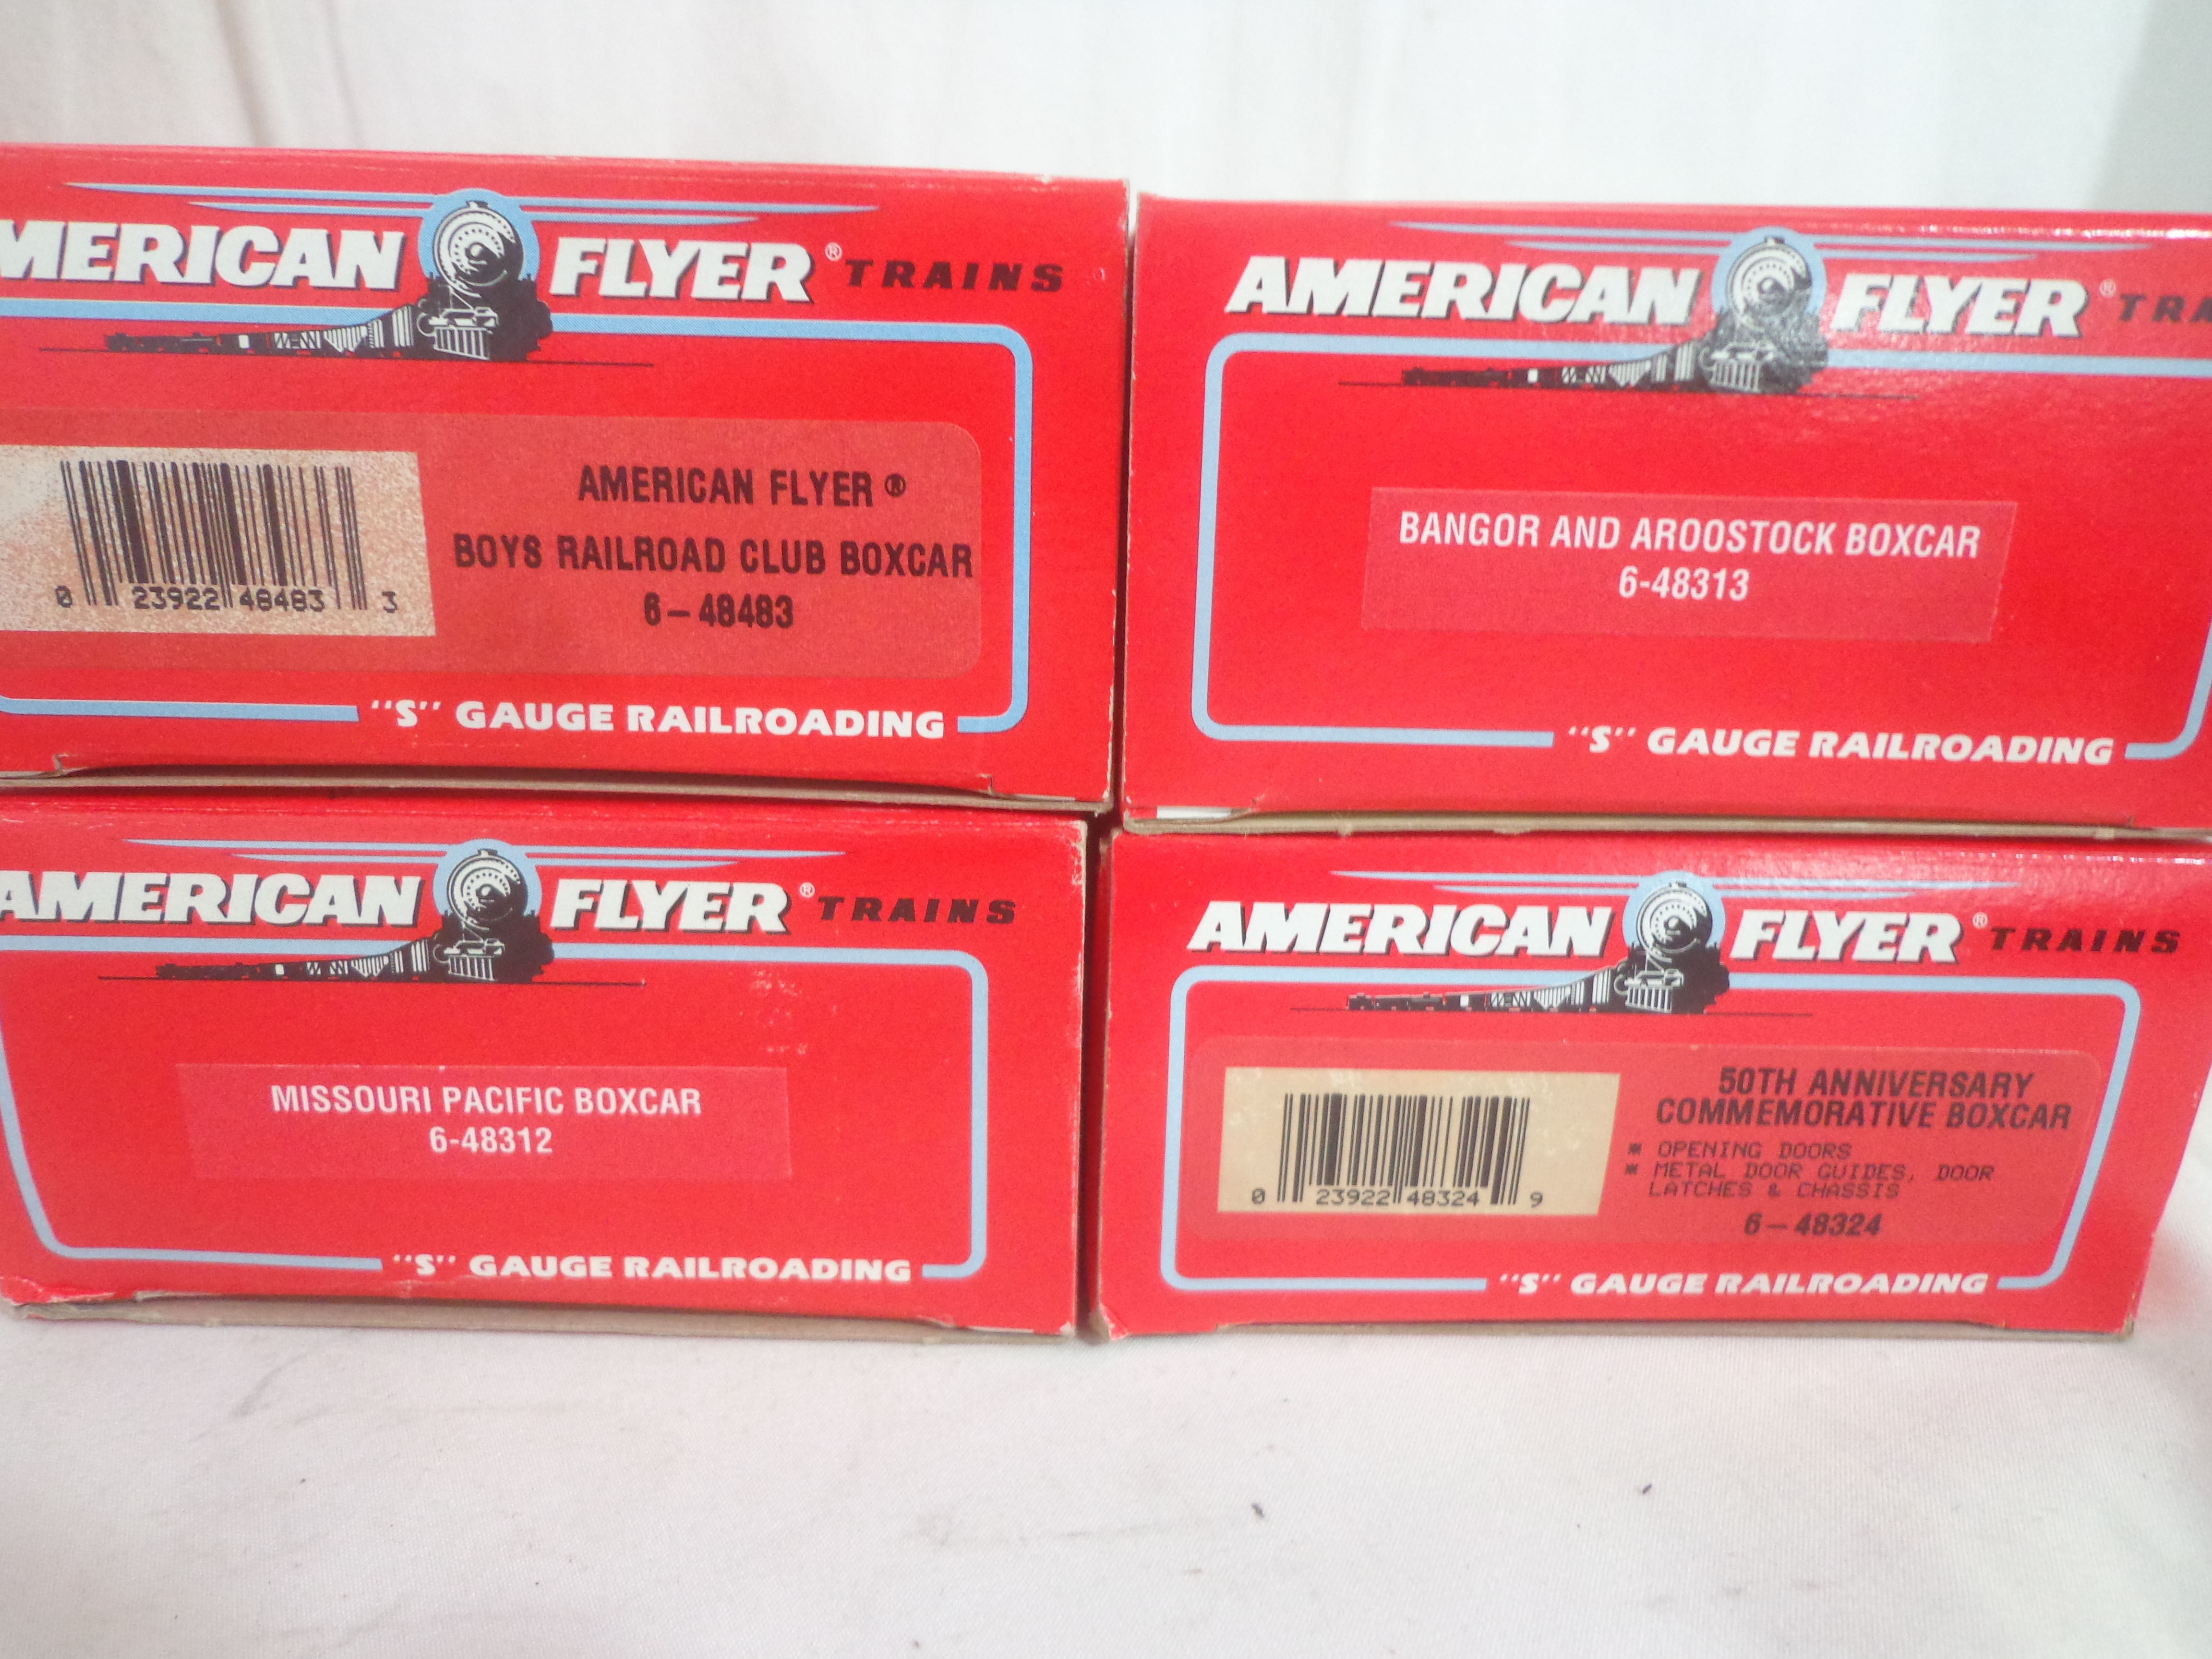 MERICAN FLYER® TRAINS
AMERICAN FLYER ®
BOYS RAILROAD CLUB BOXCAR
6-48483
0 23922 48483 3
"S" GAUGE RAILROADING
AMERICAN FLYER® TRA
BANGOR AND AROOSTOCK BOXCAR
6-48313
"S" GAUGE RAILROADING
AMERICAN FLYER® TRAINS
MISSOURI PACIFIC BOXCAR
6-48312
"S" GAUGE RAILROADING
AMERICAN FLYER® TRAINS
50TH ANNIVERSARY
COMMEMORATIVE BOXCAR
* OPENING DOORS
* METAL DOOR GUIDES, DOOR
LATCHES & CHASSIS
6-48324
0 23922 48324 9
"S" GAUGE RAILROADING